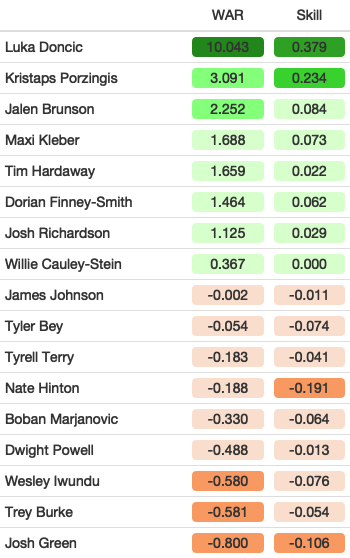 WAR Skill
Luka Doncic 10.043 0.379
Kristaps Porzingis 3.091 0.234
Jalen Brunson 2.252 0.084
Maxi Kleber 1.688 0.073
Tim Hardaway 1.659 0.022
Dorian Finney-Smith 1.464 0.062
Josh Richardson 1.125 0.029
Willie Cauley-Stein 0.367 0.000
James Johnson -0.002 -0.011
Tyler Bey -0.054 -0.074
Tyrell Terry -0.183 -0.041
Nate Hinton -0.188 -0.191
Boban Marjanovic -0.330 -0.064
Dwight Powell -0.488 -0.013
Wesley Iwundu -0.580 -0.076
Trey Burke -0.581 -0.054
Josh Green -0.800 -0.106